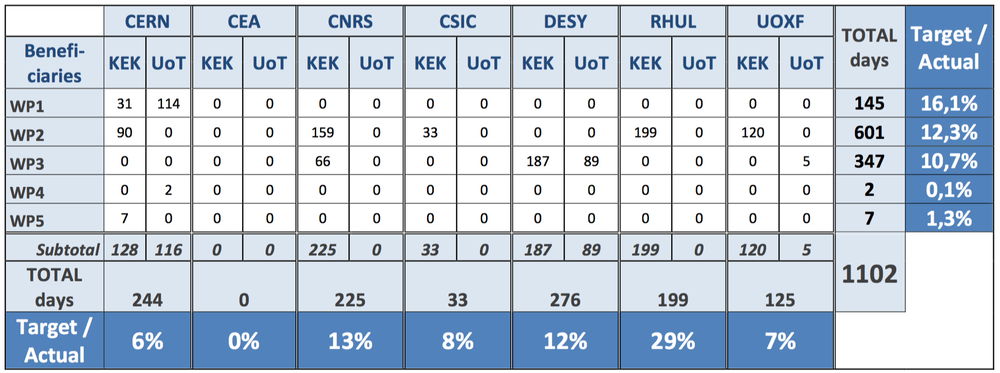 CERN CEA CNRS CSIC DESY RHUL UOXF TOTAL days Target / Actual
Benefi-ciaries KEK UoT KEK UoT KEK UoT KEK UoT KEK UoT KEK UoT KEK UoT
WP1 31 114 0 0 0 0 0 0 0 0 0 0 0 0 145 16,1%
WP2 90 0 0 0 159 0 33 0 0 0 199 0 120 0 601 12,3%
WP3 0 0 0 0 66 0 0 0 187 89 0 0 0 5 347 10,7%
WP4 0 2 0 0 0 0 0 0 0 0 0 0 0 0 2 0,1%
WP5 7 0 0 0 0 0 0 0 0 0 0 0 0 0 7 1,3%
Subtotal 128 116 0 0 225 0 33 0 187 89 199 0 120 5 1102
TOTAL days 244 0 225 33 276 199 125
Target / Actual 6% 0% 13% 8% 12% 29% 7%